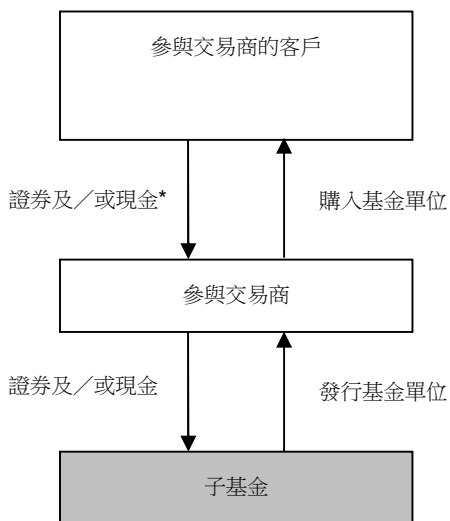 參與交易商的客戶
證券及／或現金*
購入基金單位
參與交易商
證券及／或現金
發行基金單位
子基金